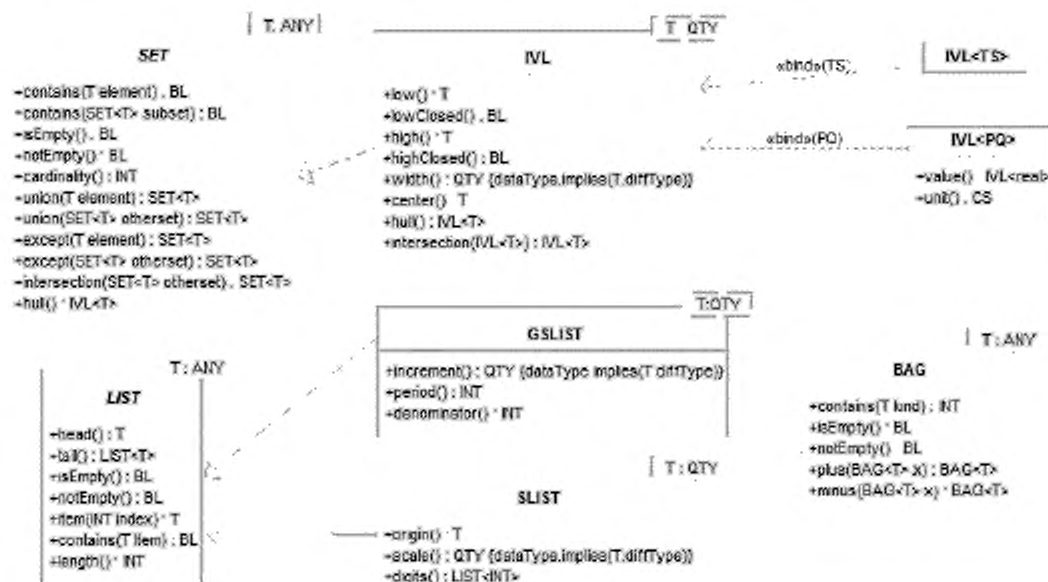 T: ANY
SET
+contains(T element) : BL
+contains(SET<T> subset) : BL
+isEmpty() : BL
+notEmpty() : BL
+cardinality() : INT
+union(T element) : SET<T>
+union(SET<T> otherset) : SET<T>
+except(T element) : SET<T>
+except(SET<T> otherset) : SET<T>
+intersection(SET<T> otherset) : SET<T>
+hull() : IVL<T>
T QTY
IVL
+low() : T
+lowClosed() : BL
+high() : T
+highClosed() : BL
+width() : QTY {dataType.implies(T.diffType)}
+center() T
+hull() : IVL<T>
+intersection(IVL<T>) : IVL<T>
«bind»(TS)
IVL<TS>
«bind»(PQ)
IVL<PQ>
+value() IVL<real>
+unit() : CS
T:QTY
GSLIST
+increment() : QTY {dataType.implies(T.diffType)}
+period() : INT
+denominator() : INT
T : ANY
LIST
+head() : T
+tail() : LIST<T>
+isEmpty() : BL
+notEmpty() : BL
+item(INT index) : T
+contains(T item) : BL
+length() : INT
T : QTY
SLIST
+origin() : T
+scale() : QTY {dataType.implies(T.diffType)}
+digits() : LIST<INT>
T : ANY
BAG
+contains(T kind) : INT
+isEmpty() : BL
+notEmpty() BL
+plus(BAG<T> x) : BAG<T>
+minus(BAG<T> x) : BAG<T>